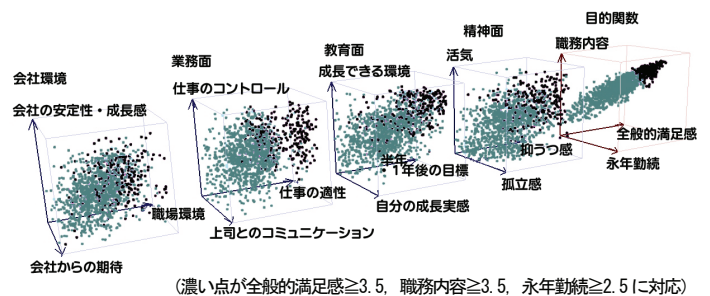 目的関数
精神面
職務内容
教育面
活気
業務面
成長できる環境
会社環境
仕事のコントロール
会社の安定性・成長感
全般的満足感
抑うつ感
永年勤続
半年、
1年後の目標
孤立感
仕事の適性
自分の成長実感
職場環境
上司とのコミュニケーション
会社からの期待
（濃い点が全般的満足感≧3.5, 職務内容≧3.5, 永年勤続≧2.5に対応）